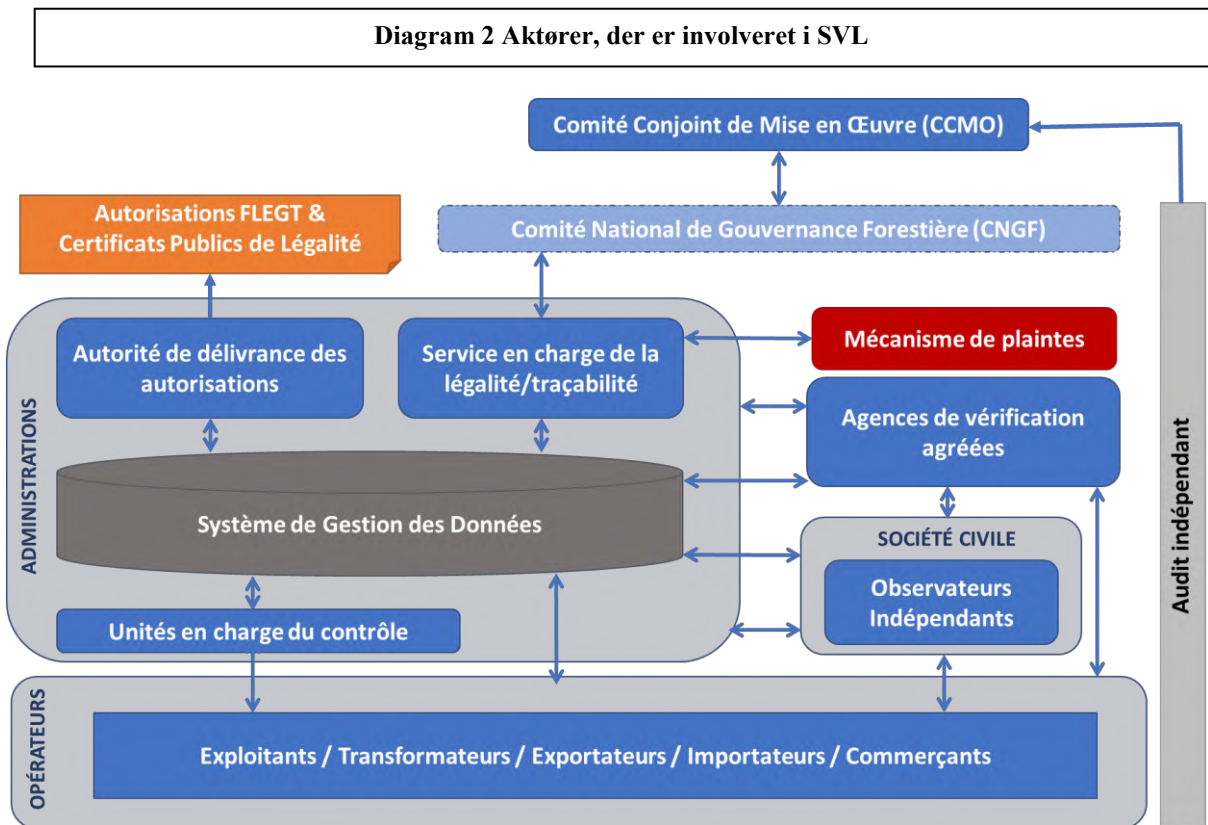 Diagram 2 Aktører, der er involveret i SVL
Comité Conjoint de Mise en Œuvre (CCMO)
Autorisations FLEGT &
Certificats Publics de Légalité
Comité National de Gouvernance Forestière (CNGF)
ADMINISTRATIONS
Autorité de délivrance des
autorisations
Service en charge de la
légalité/traçabilité
Mécanisme de plaintes
Agences de vérification
agréées
Système de Gestion des Données
SOCIÉTÉ CIVILE
Observateurs
Indépendants
Unités en charge du contrôle
Audit indépendant
OPÉRATEURS
Exploitants / Transformateurs / Exportateurs / Importateurs / Commerçants